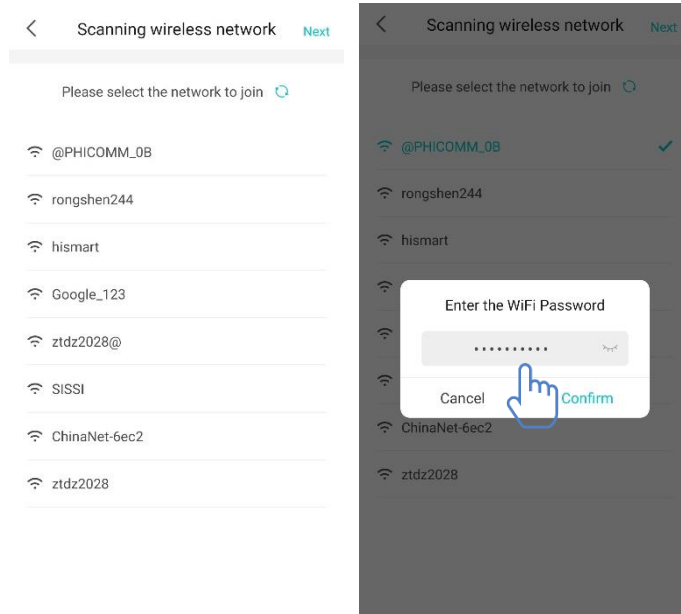 Scanning wireless network Next
Please select the network to join
@PHICOMM_0B
rongshen244
hismart
Google_123
ztdz2028@
SISSI
ChinaNet-6ec2
ztdz2028
Scanning wireless network Next
Please select the network to join
@PHICOMM_0B
rongshen244
hismart
Enter the WiFi Password
••••••••••
Cancel Confirm
ChinaNet-6ec2
ztdz2028